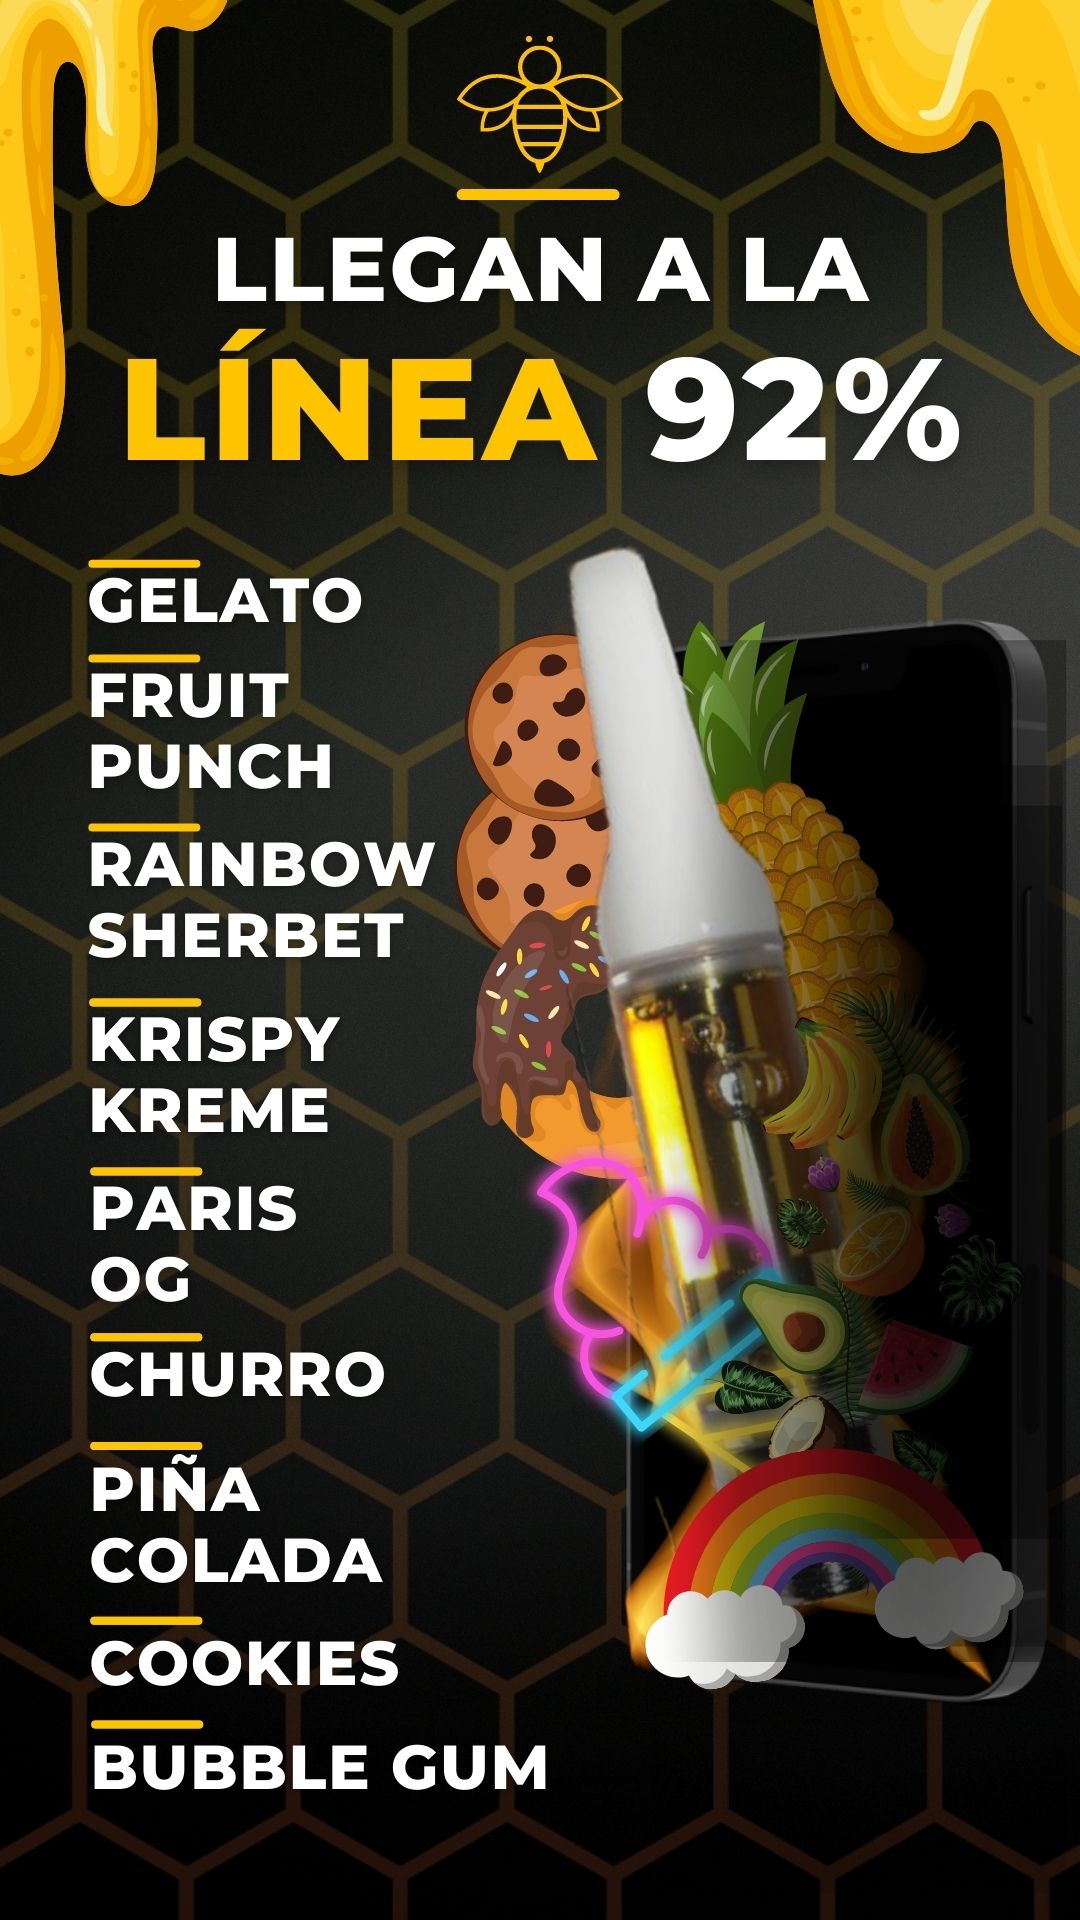 LLEGAN A LA
LÍNEA 92%
GELATO
FRUIT
PUNCH
RAINBOW
SHERBET
KRISPY
KREME
PARIS
OG
CHURRO
PIÑA
COLADA
COOKIES
BUBBLE GUM